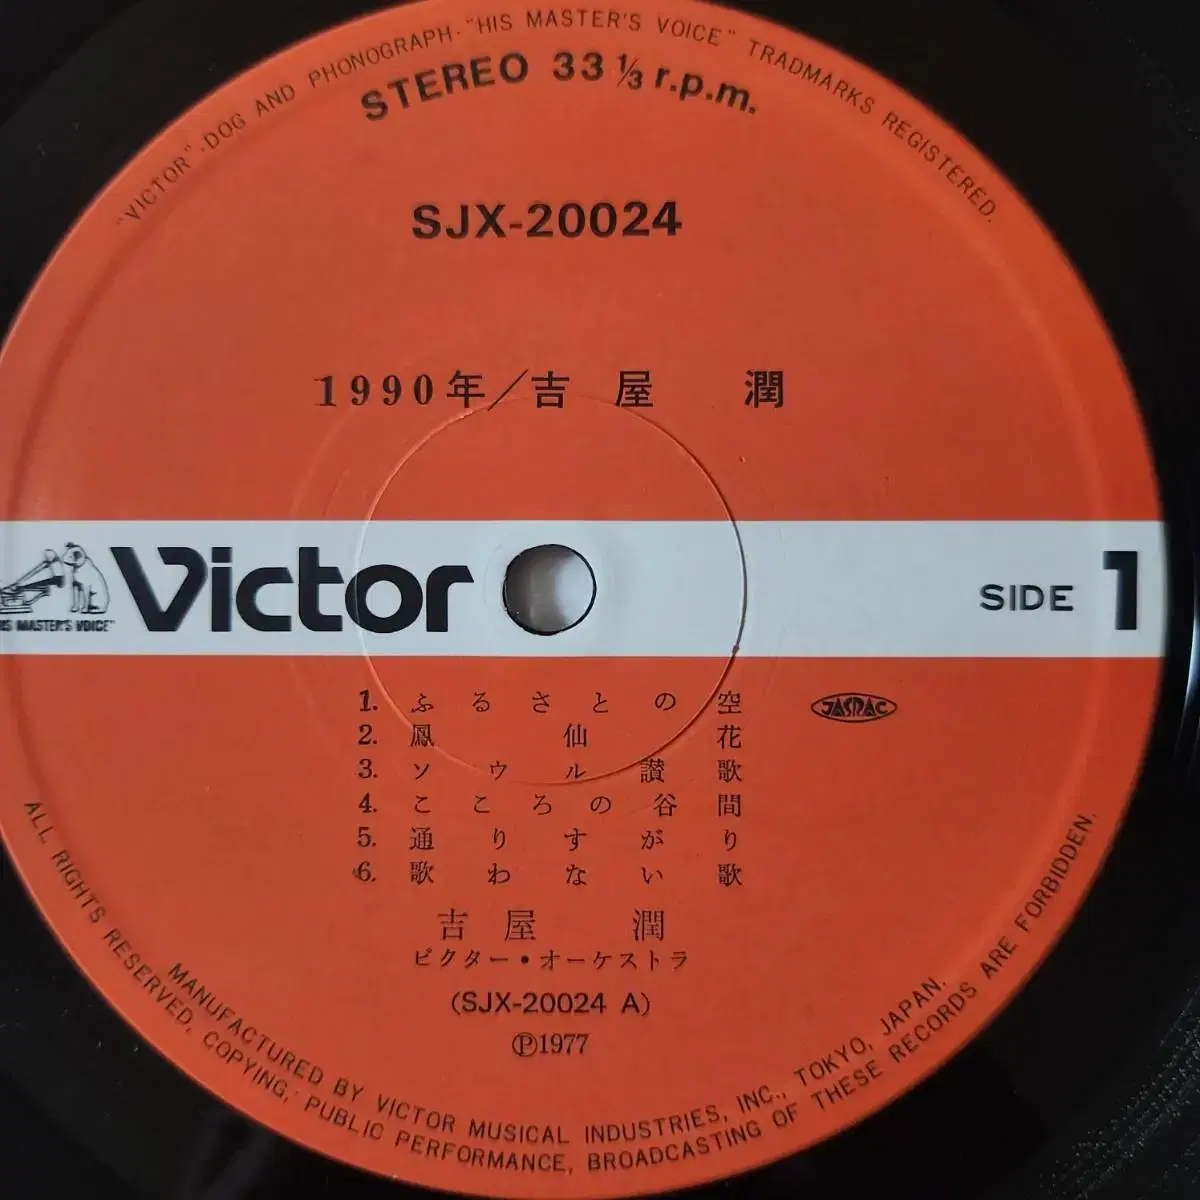 "VICTOR"·DOG AND PHONOGRAPH·"HIS MASTER'S VOICE" TRADMARKS REGISTERED.
STEREO 33 1/3 r.p.m.
SJX-20024
1990年／吉屋 潤
HIS MASTER'S VOICE"
Victor
SIDE 1
1. ふるさとの空
JASRAC
2. 鳳仙花
3. ソウル讃歌
4. こころの谷間
5. 通りすがり
6. 歌わない歌
吉屋 潤
ビクター・オーケストラ
(SJX-20024 A)
Ⓟ1977
MANUFACTURED BY VICTOR MUSICAL INDUSTRIES, INC., TOKYO, JAPAN.
ALL RIGHTS RESERVED, COPYING, PUBLIC PERFORMANCE, BROADCASTING OF THESE RECORDS ARE FORBIDDEN.